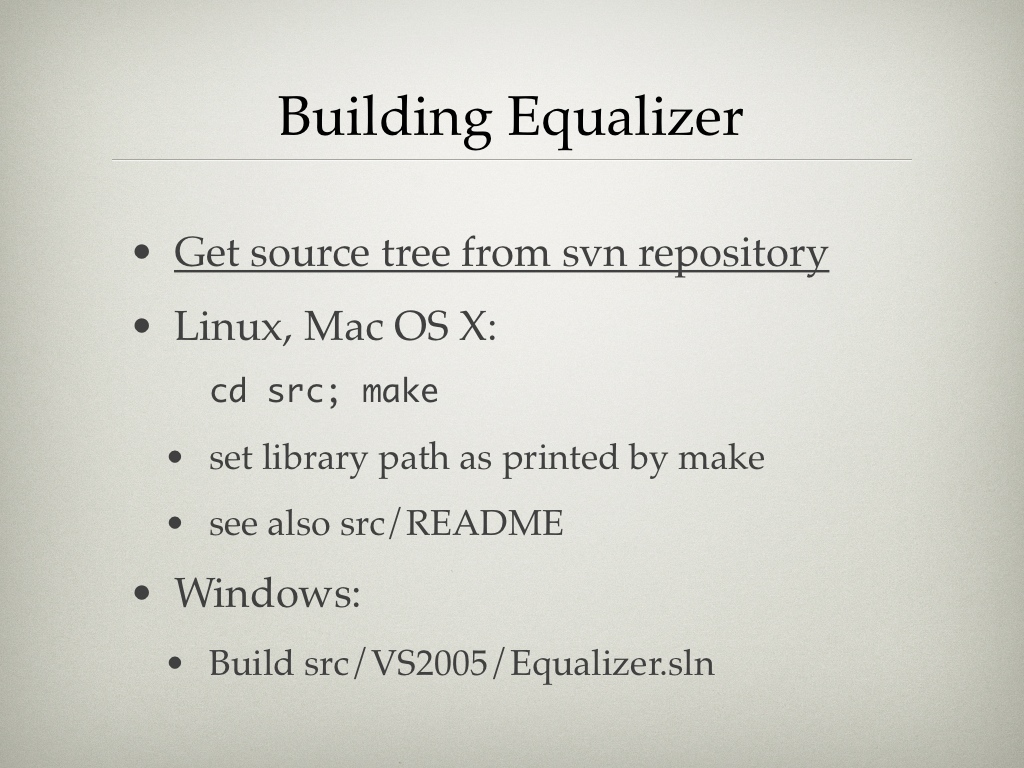 Building Equalizer
• Get source tree from svn repository
• Linux, Mac OS X:
cd src; make
• set library path as printed by make
• see also src/README
• Windows:
• Build src/VS2005/Equalizer.sln